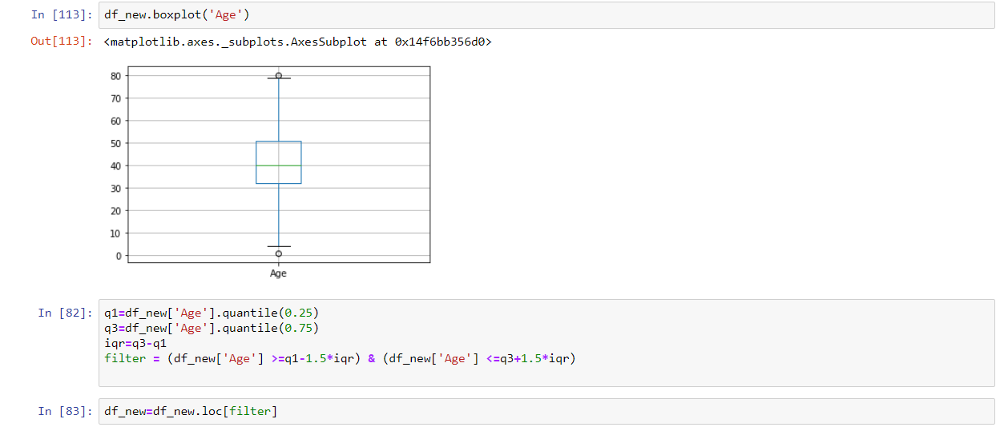 In [113]: df_new.boxplot('Age')
Out[113]: <matplotlib.axes._subplots.AxesSubplot at 0x14f6bb356d0>
80
70
60
50
40
30
20
10
0
Age
In [82]: q1=df_new['Age'].quantile(0.25)
q3=df_new['Age'].quantile(0.75)
iqr=q3-q1
filter = (df_new['Age'] >=q1-1.5*iqr) & (df_new['Age'] <=q3+1.5*iqr)
In [83]: df_new=df_new.loc[filter]